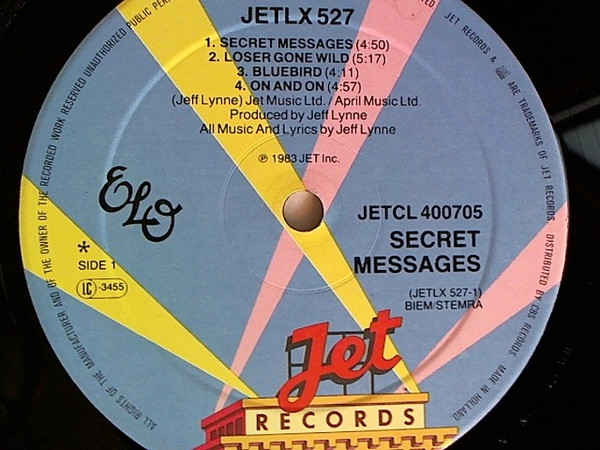 JETLX 527
1. SECRET MESSAGES (4:50)
2. LOSER GONE WILD (5:17)
3. BLUEBIRD (4:11)
4. ON AND ON (4:57)
(Jeff Lynne) Jet Music Ltd./April Music Ltd.
Produced by Jeff Lynne
All Music And Lyrics by Jeff Lynne
℗ 1983 JET Inc.
ELO
JETCL 400705
SECRET
MESSAGES
*
SIDE 1
LC 3455
(JETLX 527-1)
BIEM/STEMRA
Jet
RECORDS
ALL RIGHTS OF THE MANUFACTURER AND OF THE OWNER OF THE RECORDED WORK RESERVED UNAUTHORIZED PUBLIC
JET RECORDS & ARE TRADEMARKS OF JET RECORDS. DISTRIBUTED BY CBS RECORDS. MADE IN HOLLAND